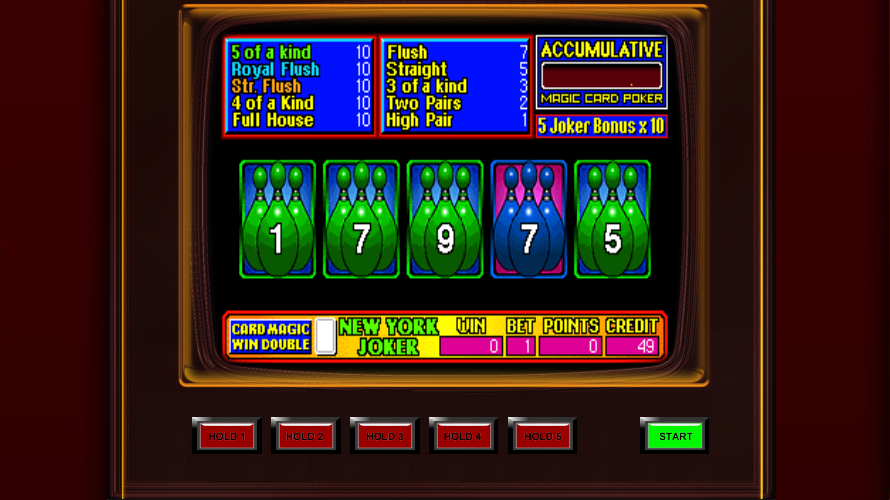 5 of a kind 10
Royal Flush 10
Str. Flush 10
4 of a Kind 10
Full House 10
Flush 7
Straight 5
3 of a kind 3
Two Pairs 2
High Pair 1
ACCUMULATIVE
MAGIC CARD POKER
5 Joker Bonus x 10
1 7 9 7 5
CARD MAGIC
WIN DOUBLE
NEW YORK
JOKER
WIN BET POINTS CREDIT
0 1 0 49
HOLD 1 HOLD 2 HOLD 3 HOLD 4 HOLD 5 START